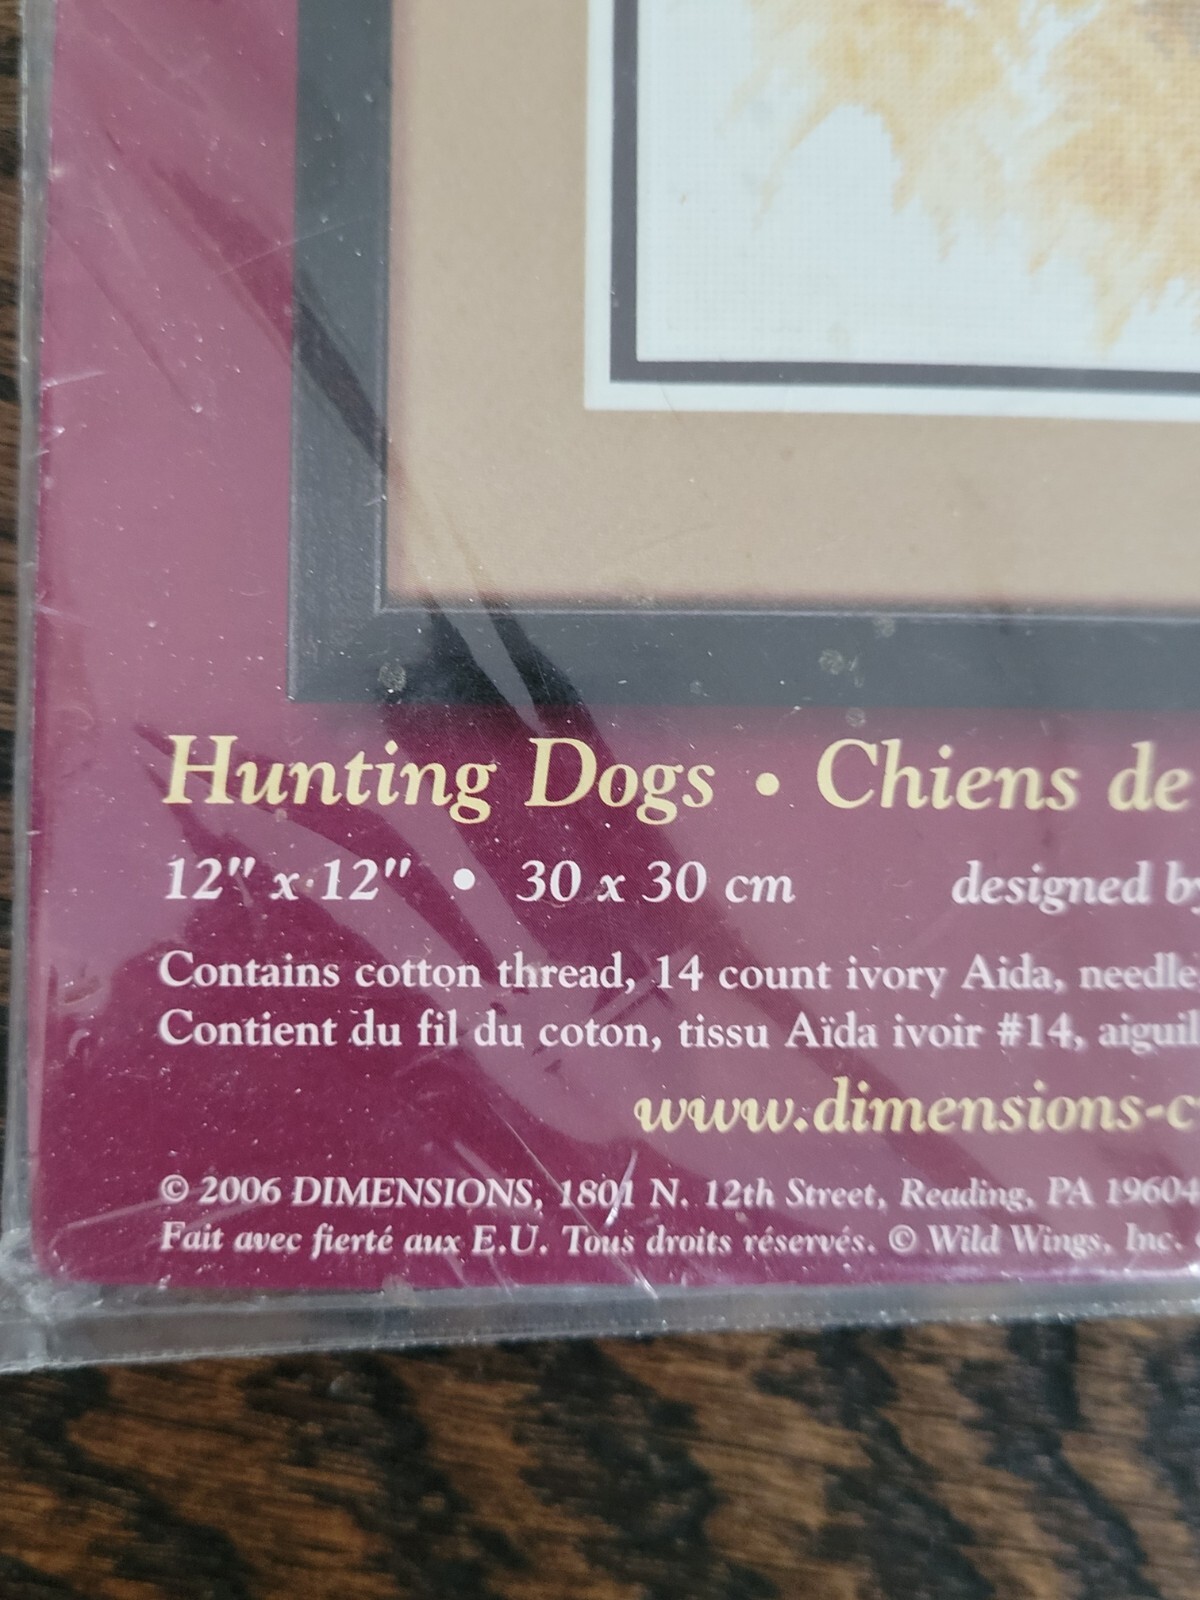 Hunting Dogs • Chiens de
12" x 12" • 30 x 30 cm designed by
Contains cotton thread, 14 count ivory Aida, needle
Contient du fil du coton, tissu Aïda ivoir #14, aiguil
www.dimensions-c
© 2006 DIMENSIONS, 1801 N. 12th Street, Reading, PA 19604
Fait avec fierté aux E.U. Tous droits réservés. © Wild Wings, Inc.